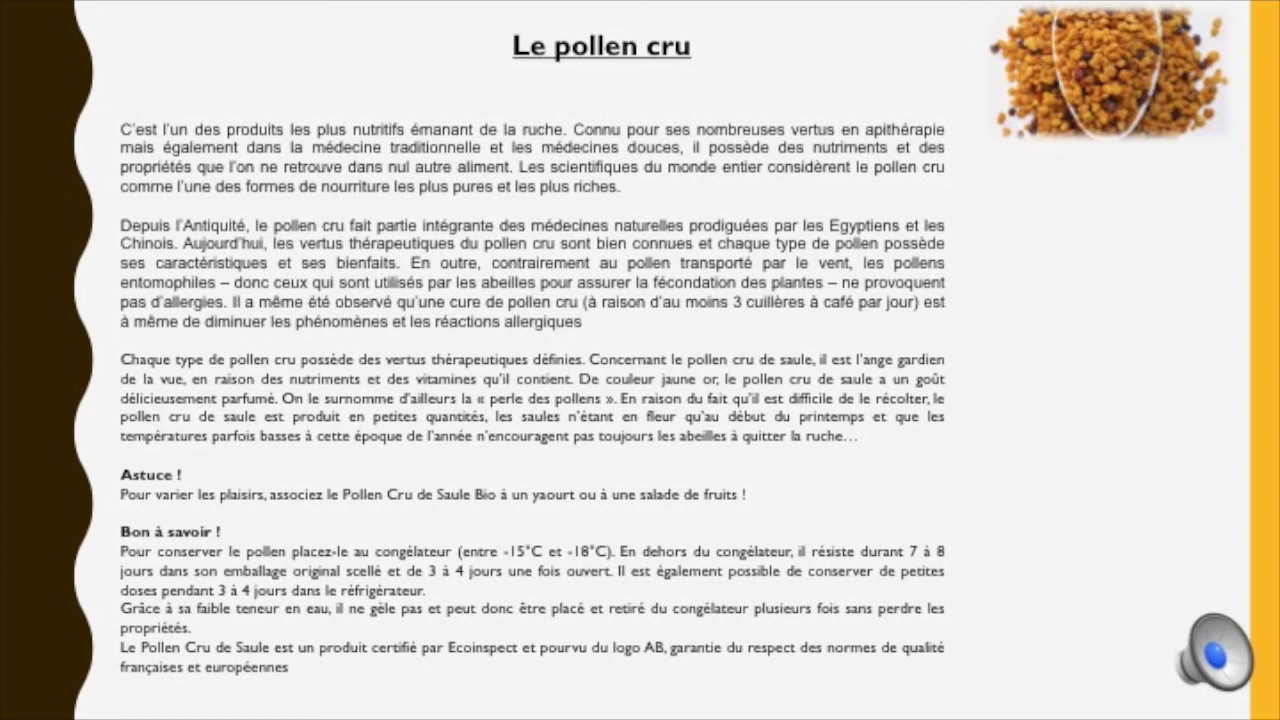 Le pollen cru
C'est l'un des produits les plus nutritifs émanant de la ruche. Connu pour ses nombreuses vertus en apithérapie
mais également dans la médecine traditionnelle et les médecines douces, il possède des nutriments et des
propriétés que l'on ne retrouve dans nul autre aliment. Les scientifiques du monde entier considèrent le pollen cru
comme l'une des formes de nourriture les plus pures et les plus riches.
Depuis l'Antiquité, le pollen cru fait partie intégrante des médecines naturelles prodiguées par les Egyptiens et les
Chinois. Aujourd'hui, les vertus thérapeutiques du pollen cru sont bien connues et chaque type de pollen possède
ses caractéristiques et ses bienfaits. En outre, contrairement au pollen transporté par le vent, les pollens
entomophiles – donc ceux qui sont utilisés par les abeilles pour assurer la fécondation des plantes – ne provoquent
pas d'allergies. Il a même été observé qu'une cure de pollen cru (à raison d'au moins 3 cuillères à café par jour) est
à même de diminuer les phénomènes et les réactions allergiques
Chaque type de pollen cru possède des vertus thérapeutiques définies. Concernant le pollen cru de saule, il est l'ange gardien
de la vue, en raison des nutriments et des vitamines qu'il contient. De couleur jaune or, le pollen cru de saule a un goût
délicieusement parfumé. On le surnomme d'ailleurs la « perle des pollens ». En raison du fait qu'il est difficile de le récolter, le
pollen cru de saule est produit en petites quantités, les saules n'étant en fleur qu'au début du printemps et que les
températures parfois basses à cette époque de l'année n'encouragent pas toujours les abeilles à quitter la ruche…
Astuce !
Pour varier les plaisirs, associez le Pollen Cru de Saule Bio à un yaourt ou à une salade de fruits !
Bon à savoir !
Pour conserver le pollen placez-le au congélateur (entre -15°C et -18°C). En dehors du congélateur, il résiste durant 7 à 8
jours dans son emballage original scellé et de 3 à 4 jours une fois ouvert. Il est également possible de conserver de petites
doses pendant 3 à 4 jours dans le réfrigérateur.
Grâce à sa faible teneur en eau, il ne gèle pas et peut donc être placé et retiré du congélateur plusieurs fois sans perdre les
propriétés.
Le Pollen Cru de Saule est un produit certifié par Ecoinspect et pourvu du logo AB, garantie du respect des normes de qualité
françaises et européennes